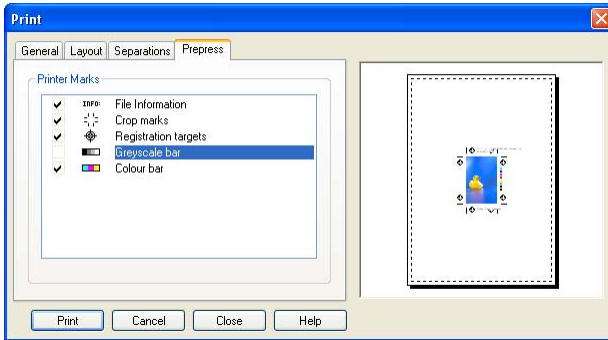 Print
General Layout Separations Prepress
Printer Marks
INFO: File Information
Crop marks
Registration targets
Greyscale bar
Colour bar
Print Cancel Close Help